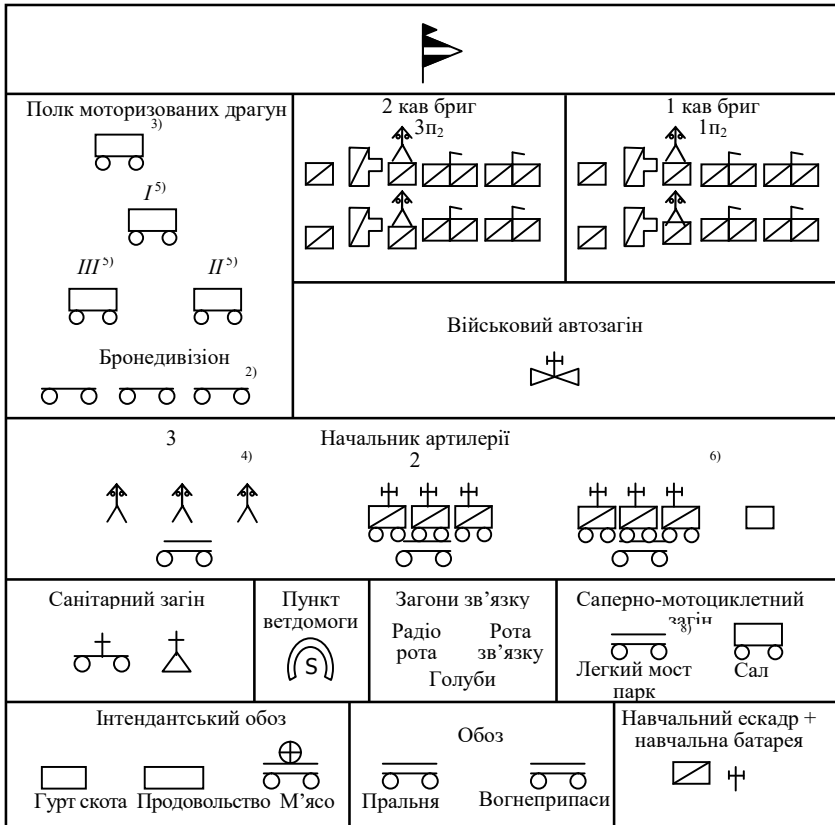 Полк моторизованих драгун
3)
I 5)
III 5) II 5)
Бронедивізіон
2)
2 кав бриг
3п2
1 кав бриг
1п2
Військовий автозагін
3 Начальник артилерії
4) 2 6)
Санітарний загін
Пункт
ветдомоги
S
Загони зв’язку
Радіо Рота
рота зв’язку
Голуби
Саперно-мотоциклетний
загін
8)
Легкий мост Сал
парк
Інтендантський обоз
Гурт скота Продовольство М’ясо
Обоз
Пральня Вогнеприпаси
Навчальний ескадр +
навчальна батарея